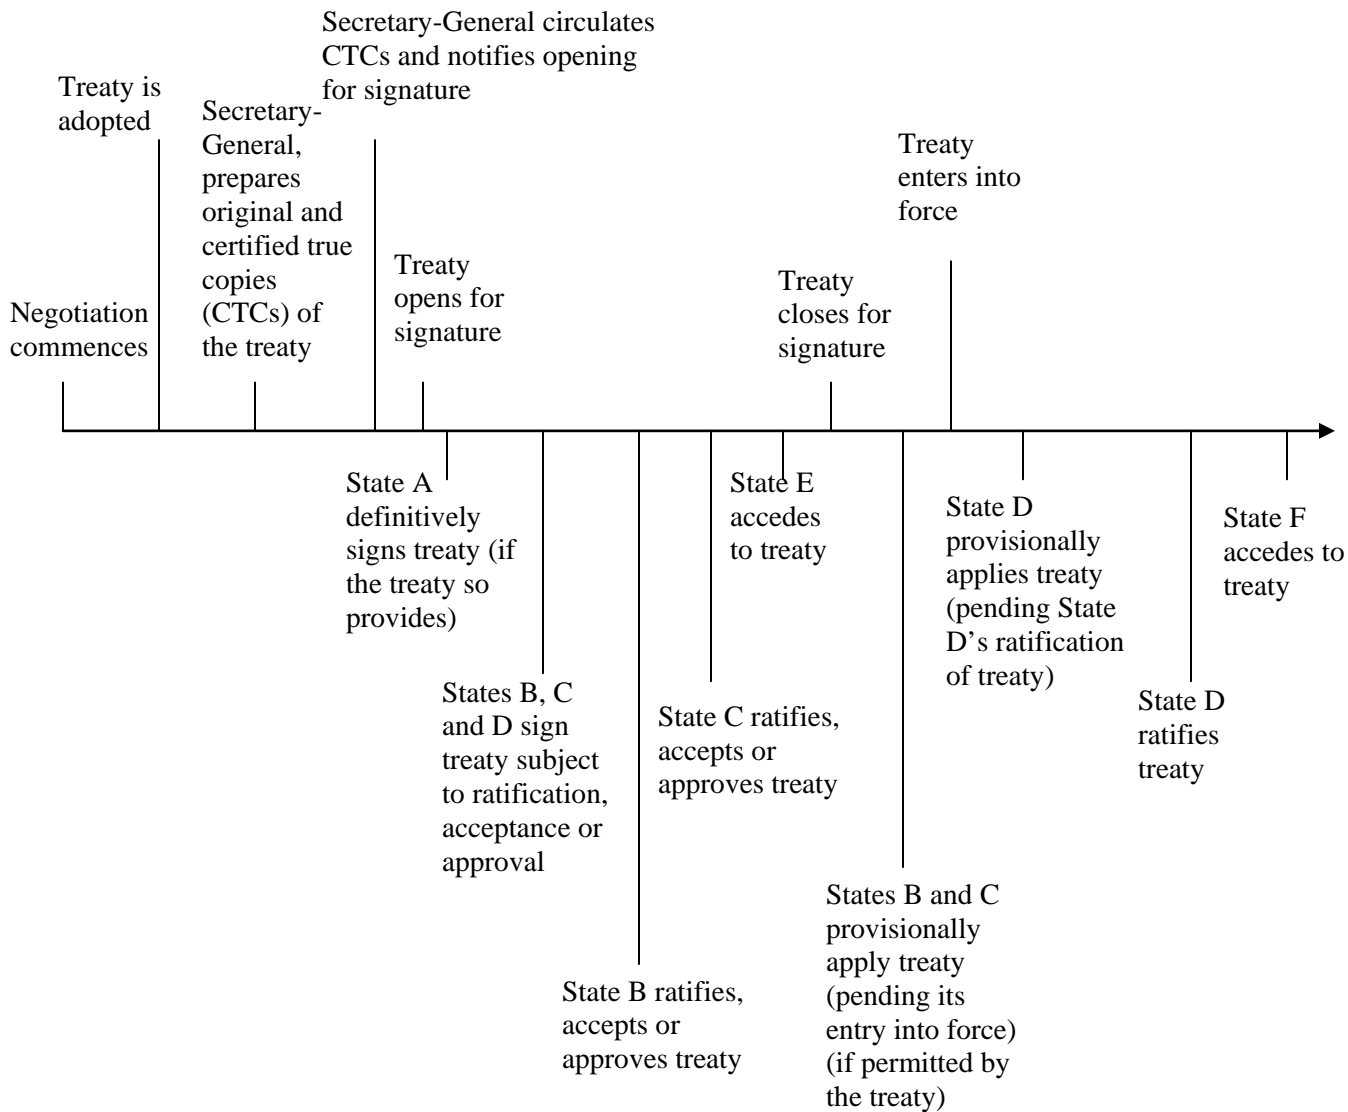 Secretary-General circulates
CTCs and notifies opening
for signature
Treaty is
adopted
Secretary-
General,
prepares
original and
certified true
copies
(CTCs) of
the treaty
Treaty
enters into
force
Treaty
opens for
signature
Treaty
closes for
signature
Negotiation
commences
State A
definitively
signs treaty (if
the treaty so
provides)
State E
accedes
to treaty
State D
provisionally
applies treaty
(pending State
D’s ratification
of treaty)
State F
accedes to
treaty
States B, C
and D sign
treaty subject
to ratification,
acceptance or
approval
State C ratifies,
accepts or
approves treaty
State D
ratifies
treaty
States B and C
provisionally
apply treaty
(pending its
entry into force)
(if permitted by
the treaty)
State B ratifies,
accepts or
approves treaty